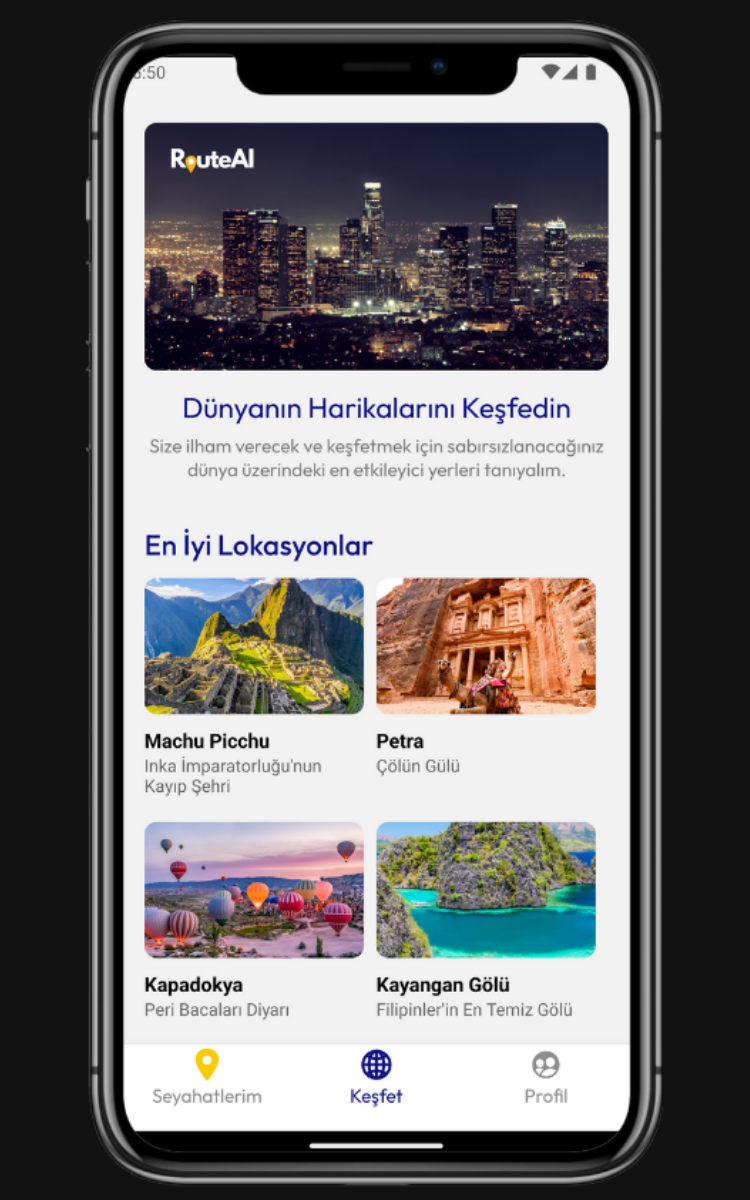 :50
RouteAI
Dünyanın Harikalarını Keşfedin
Size ilham verecek ve keşfetmek için sabırsızlanacağınız
dünya üzerindeki en etkileyici yerleri tanıyalım.
En İyi Lokasyonlar
Machu Picchu
Inka İmparatorluğu'nun
Kayıp Şehri
Petra
Çölün Gülü
Kapadokya
Peri Bacaları Diyarı
Kayangan Gölü
Filipinler'in En Temiz Gölü
Seyahatlerim
Keşfet
Profil